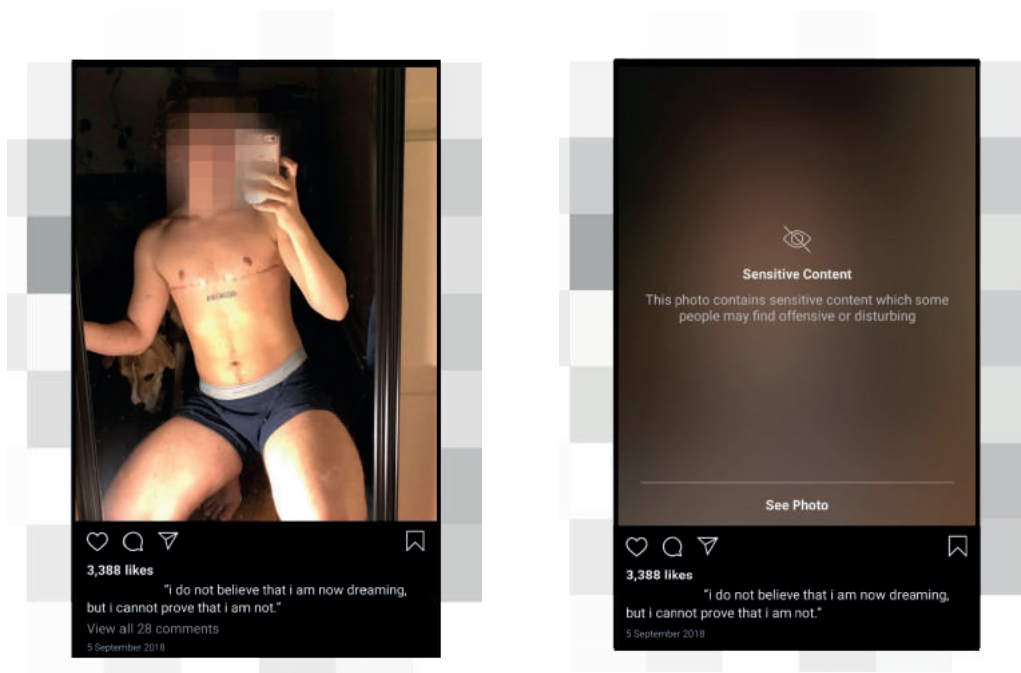 3,388 likes
"i do not believe that i am now dreaming,
but i cannot prove that i am not."
View all 28 comments
5 September 2018
Sensitive Content
This photo contains sensitive content which some
people may find offensive or disturbing
See Photo
3,388 likes
"i do not believe that i am now dreaming,
but i cannot prove that i am not."
5 September 2018